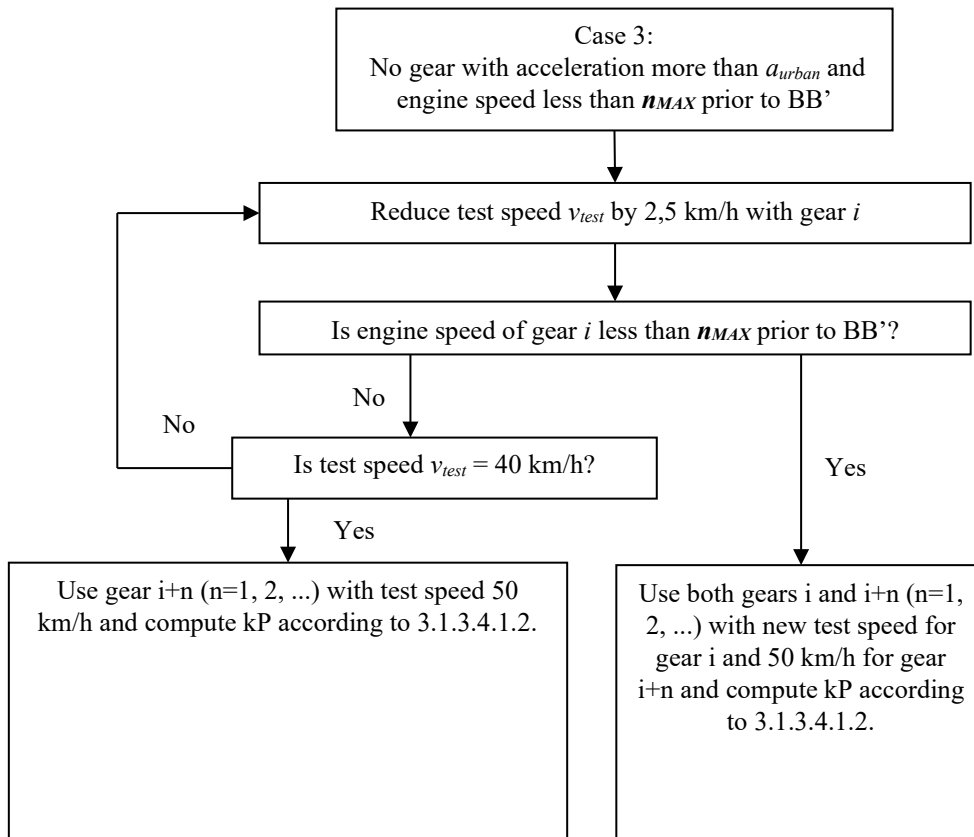 Case 3:
No gear with acceleration more than a_urban and
engine speed less than n_MAX prior to BB’
Reduce test speed v_test by 2,5 km/h with gear i
Is engine speed of gear i less than n_MAX prior to BB’?
No
No
Is test speed v_test = 40 km/h?
Yes
Yes
Use gear i+n (n=1, 2, ...) with test speed 50
km/h and compute kP according to 3.1.3.4.1.2.
Use both gears i and i+n (n=1,
2, ...) with new test speed for
gear i and 50 km/h for gear
i+n and compute kP according
to 3.1.3.4.1.2.